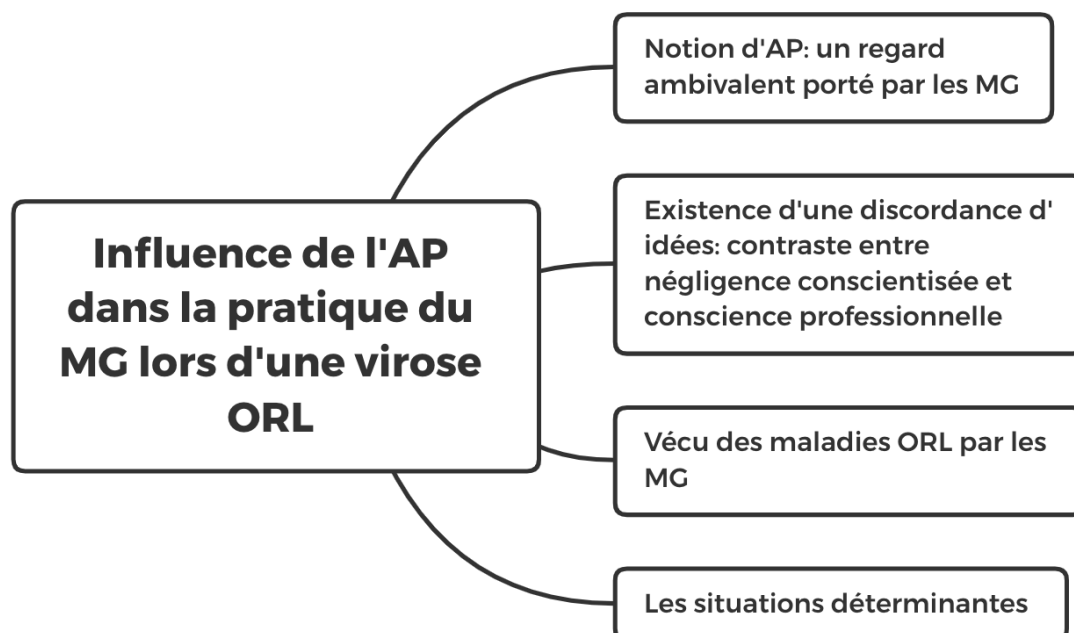 Influence de l'AP
dans la pratique du
MG lors d'une virose
ORL
Notion d'AP: un regard
ambivalent porté par les MG
Existence d'une discordance d'
idées: contraste entre
négligence conscientisée et
conscience professionnelle
Vécu des maladies ORL par les
MG
Les situations déterminantes